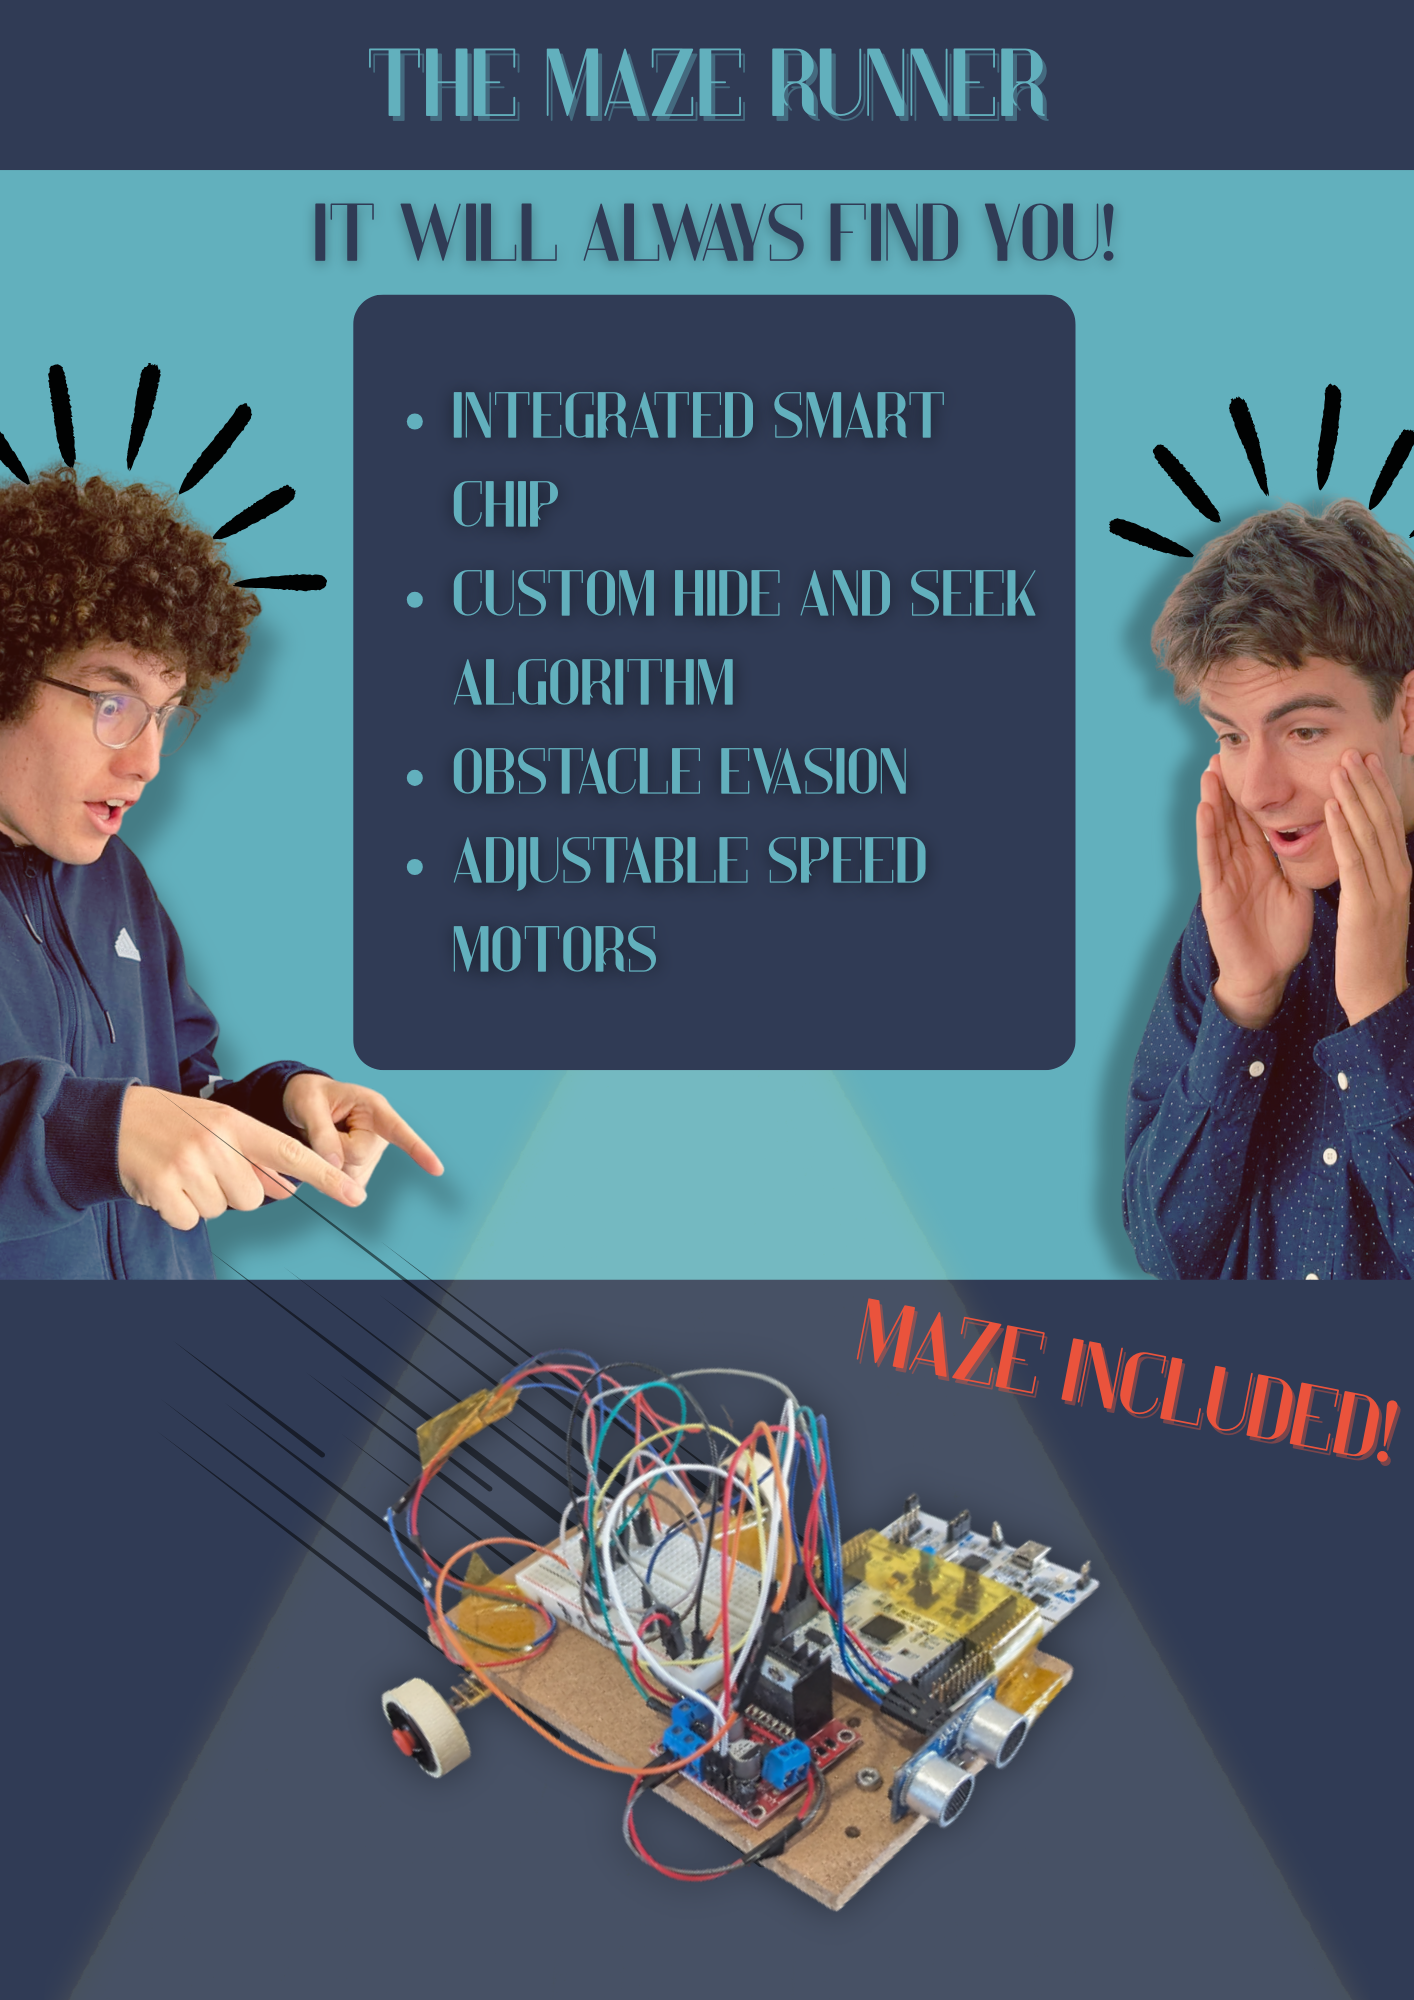 THE MAZE RUNNER
IT WILL ALWAYS FIND YOU!
• INTEGRATED SMART
CHIP
• CUSTOM HIDE AND SEEK
ALGORITHM
• OBSTACLE EVASION
• ADJUSTABLE SPEED
MOTORS
MAZE INCLUDED!